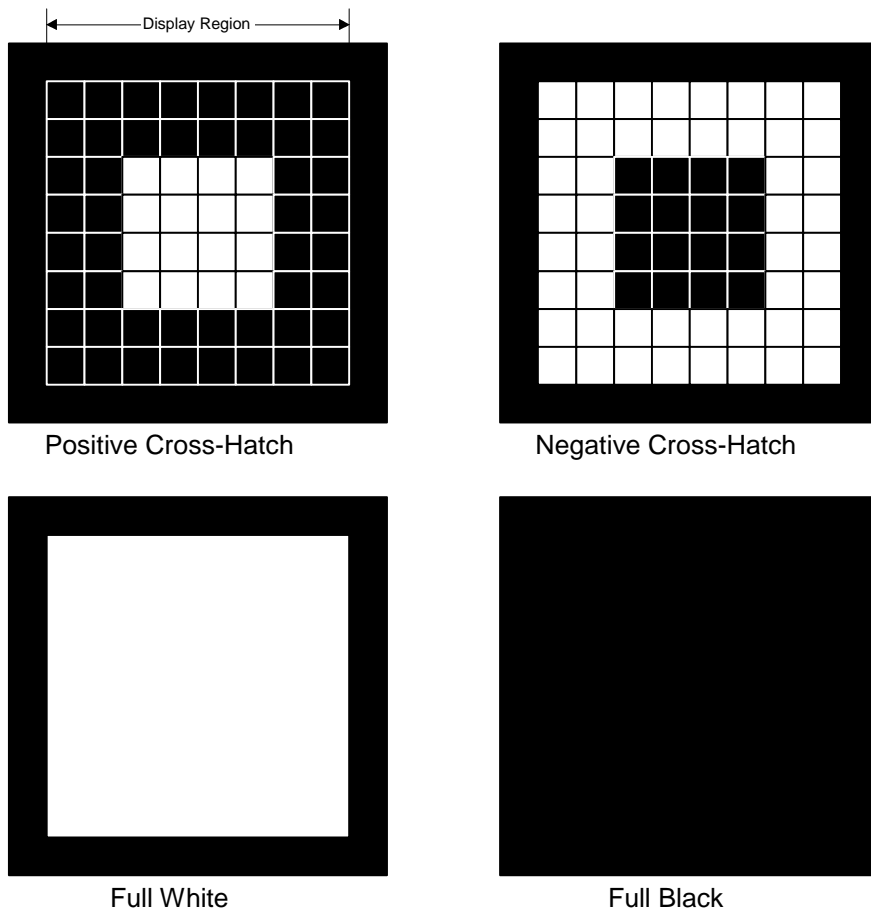 Display Region
Positive Cross-Hatch
Negative Cross-Hatch
Full White
Full Black